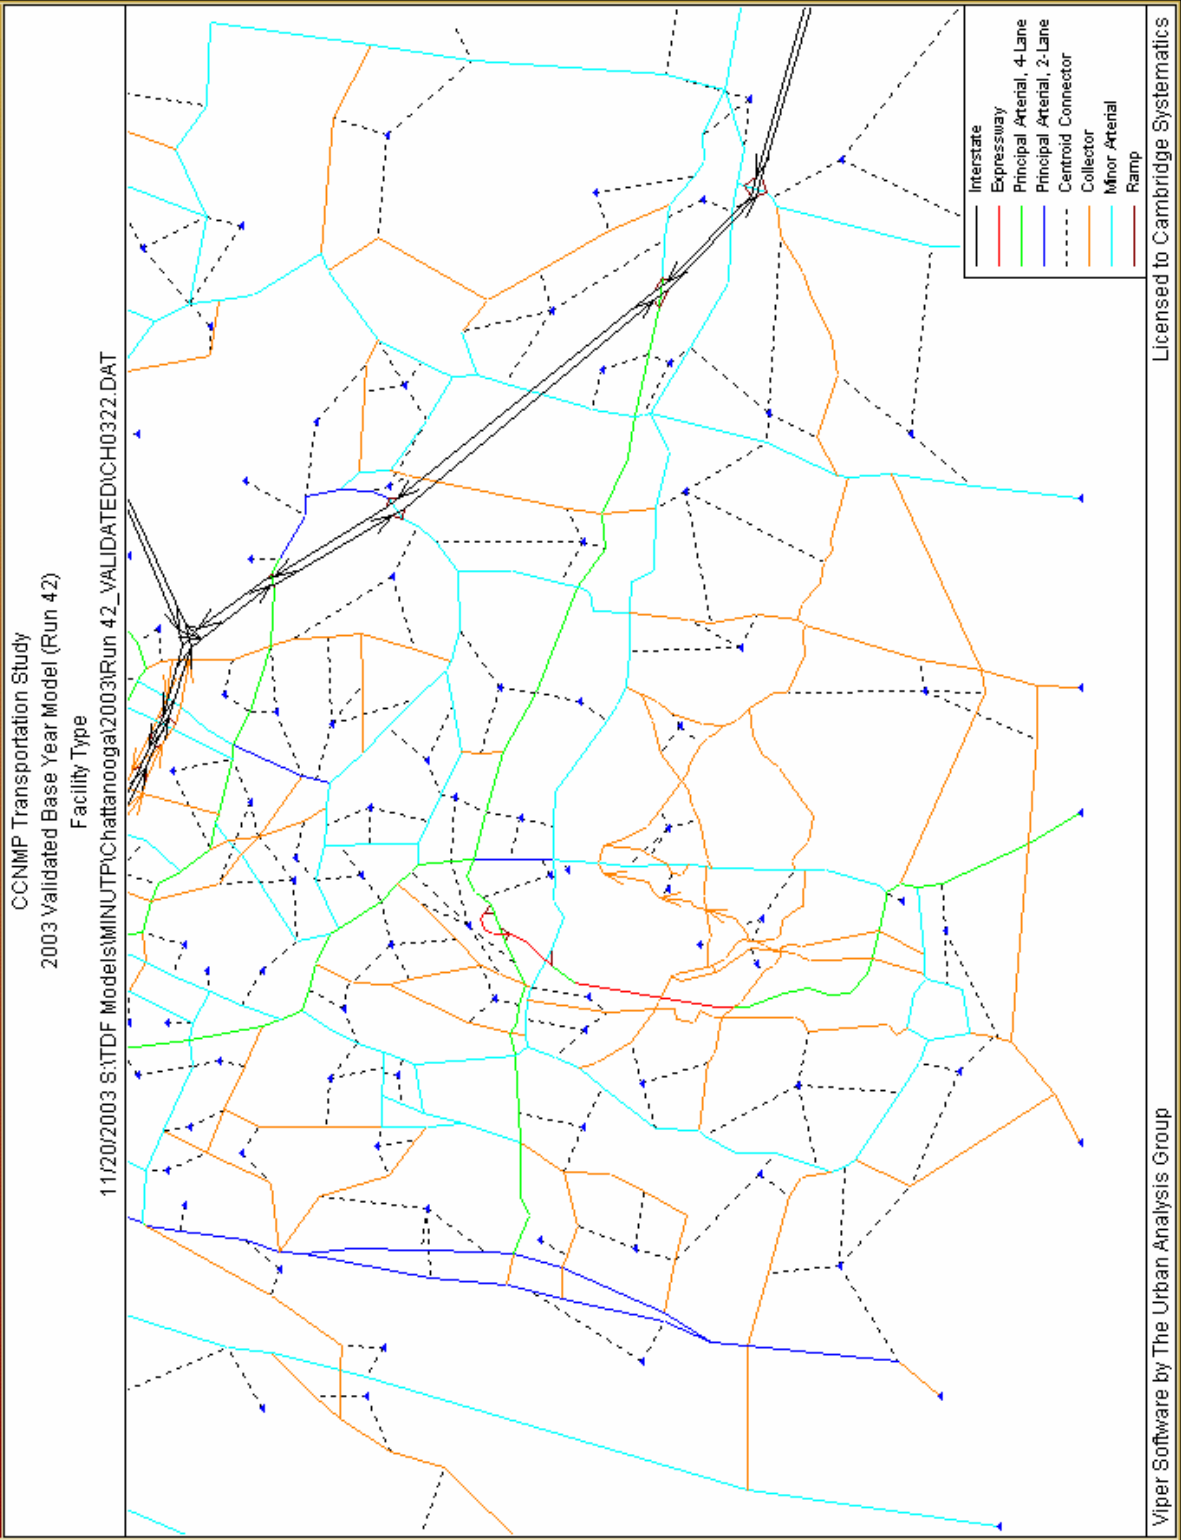 CCNMP Transportation Study
2003 Validated Base Year Model (Run 42)
Facility Type
11/20/2003 S:\TDF Models\MINUTP\Chattanooga\2003\Run 42_VALIDATED\CH0322.DAT
Interstate
Expressway
Principal Arterial, 4-Lane
Principal Arterial, 2-Lane
Centroid Connector
Collector
Minor Arterial
Ramp
Viper Software by The Urban Analysis Group
Licensed to Cambridge Systematics